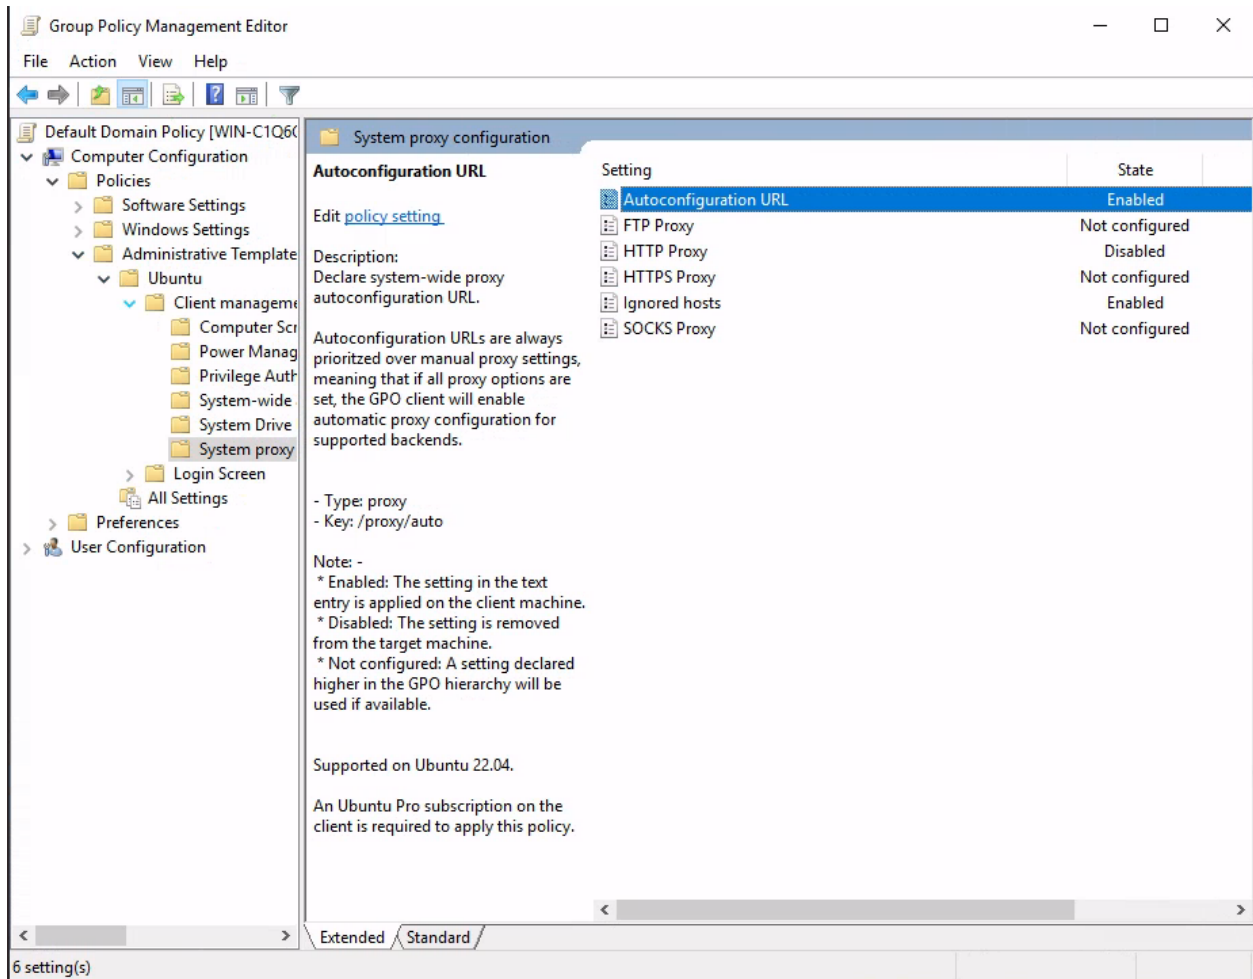 Group Policy Management Editor
File Action View Help
Default Domain Policy [WIN-C1Q6(
Computer Configuration
Policies
Software Settings
Windows Settings
Administrative Template
Ubuntu
Client manageme
Computer Scr
Power Manag
Privilege Auth
System-wide
System Drive
System proxy
Login Screen
All Settings
Preferences
User Configuration
System proxy configuration
Autoconfiguration URL
Edit policy setting
Description:
Declare system-wide proxy
autoconfiguration URL.
Autoconfiguration URLs are always
prioritzed over manual proxy settings,
meaning that if all proxy options are
set, the GPO client will enable
automatic proxy configuration for
supported backends.
- Type: proxy
- Key: /proxy/auto
Note: -
* Enabled: The setting in the text
entry is applied on the client machine.
* Disabled: The setting is removed
from the target machine.
* Not configured: A setting declared
higher in the GPO hierarchy will be
used if available.
Supported on Ubuntu 22.04.
An Ubuntu Pro subscription on the
client is required to apply this policy.
Setting State
Autoconfiguration URL Enabled
FTP Proxy Not configured
HTTP Proxy Disabled
HTTPS Proxy Not configured
Ignored hosts Enabled
SOCKS Proxy Not configured
Extended Standard
6 setting(s)